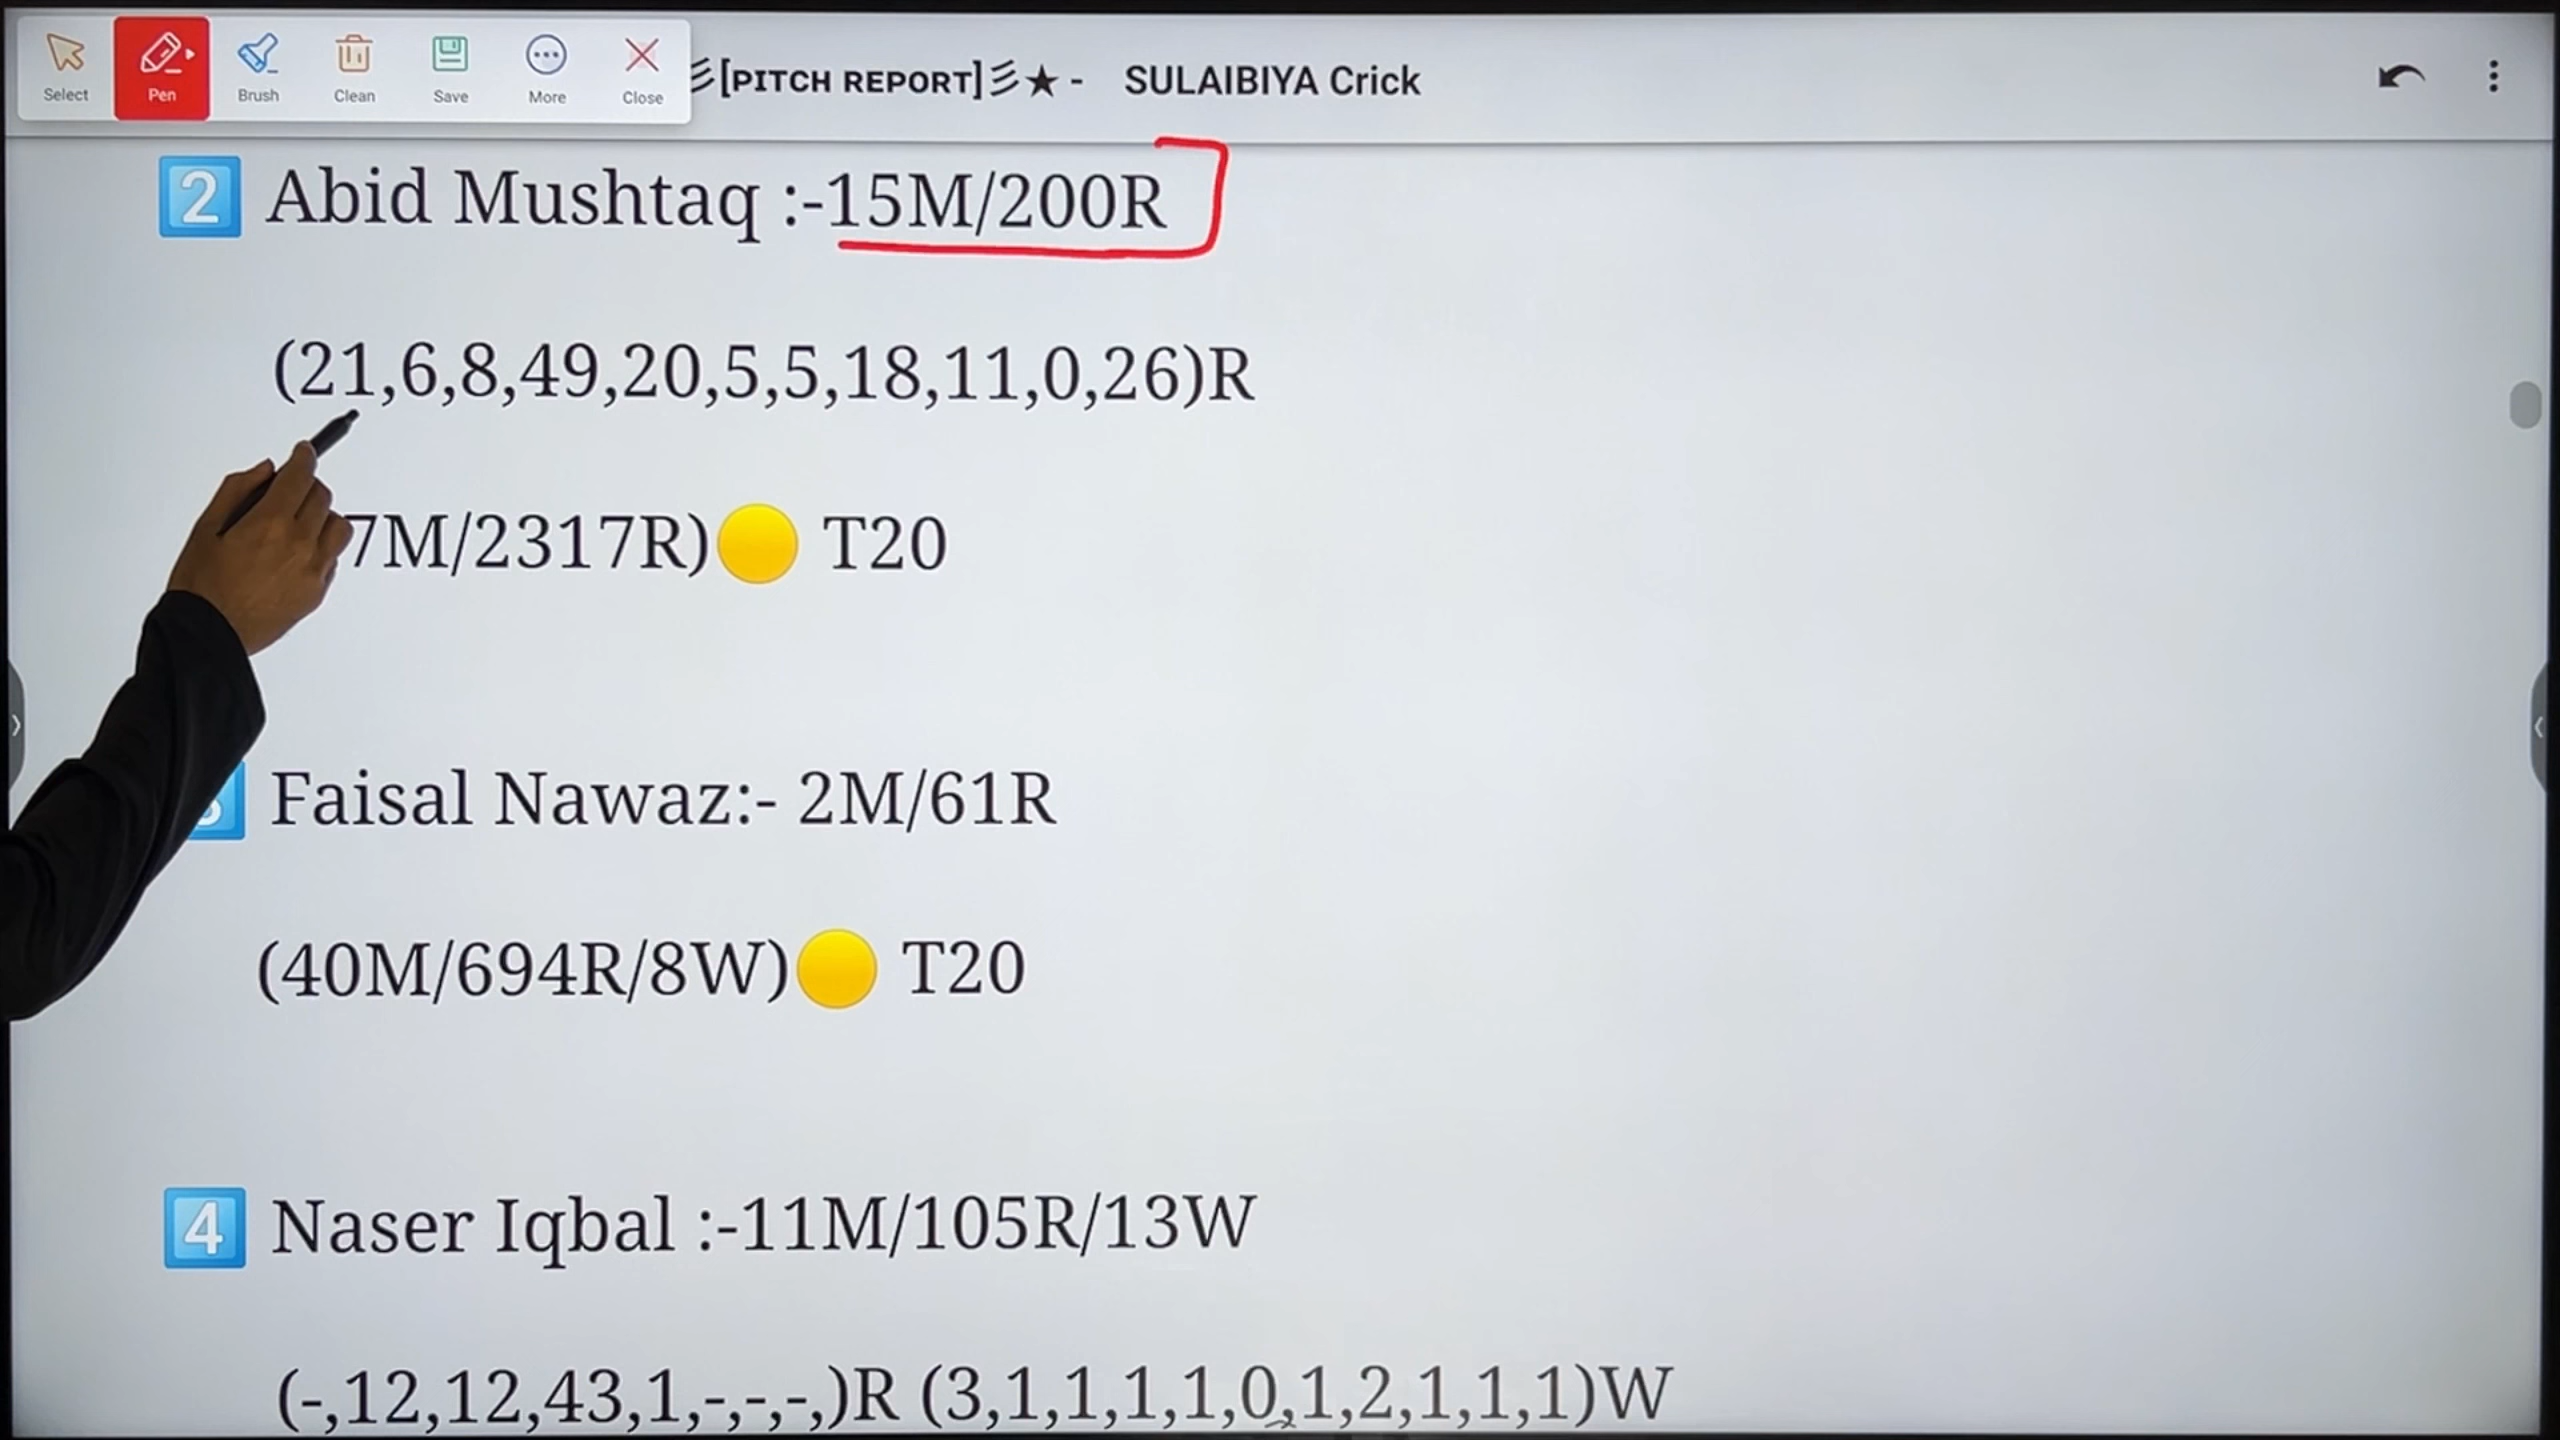 Select Pen Brush Clean Save More Close
彡[PITCH REPORT]彡★ - SULAIBIYA Crick
2 Abid Mushtaq :-15M/200R
(21,6,8,49,20,5,5,18,11,0,26)R
7M/2317R)🟡 T20
Faisal Nawaz:- 2M/61R
(40M/694R/8W)🟡 T20
4 Naser Iqbal :-11M/105R/13W
(-,12,12,43,1,-,-,-,)R (3,1,1,1,1,0,1,2,1,1,1)W